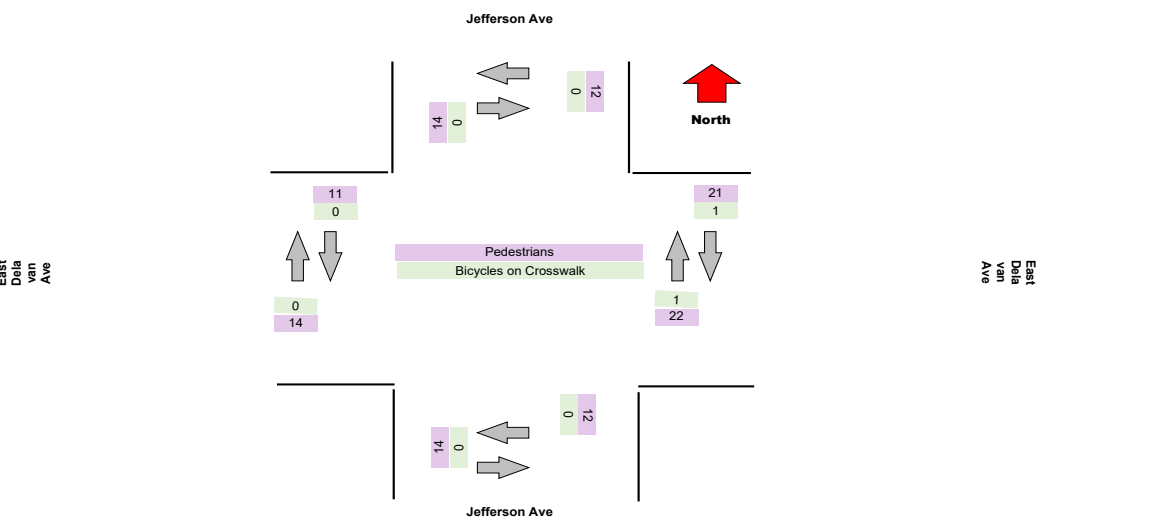 Jefferson Ave
0
12
14
0
North
11
0
21
1
Pedestrians
Bicycles on Crosswalk
East
Dela
van
Ave
East
Dela
van
Ave
0
14
1
22
0
12
14
0
Jefferson Ave